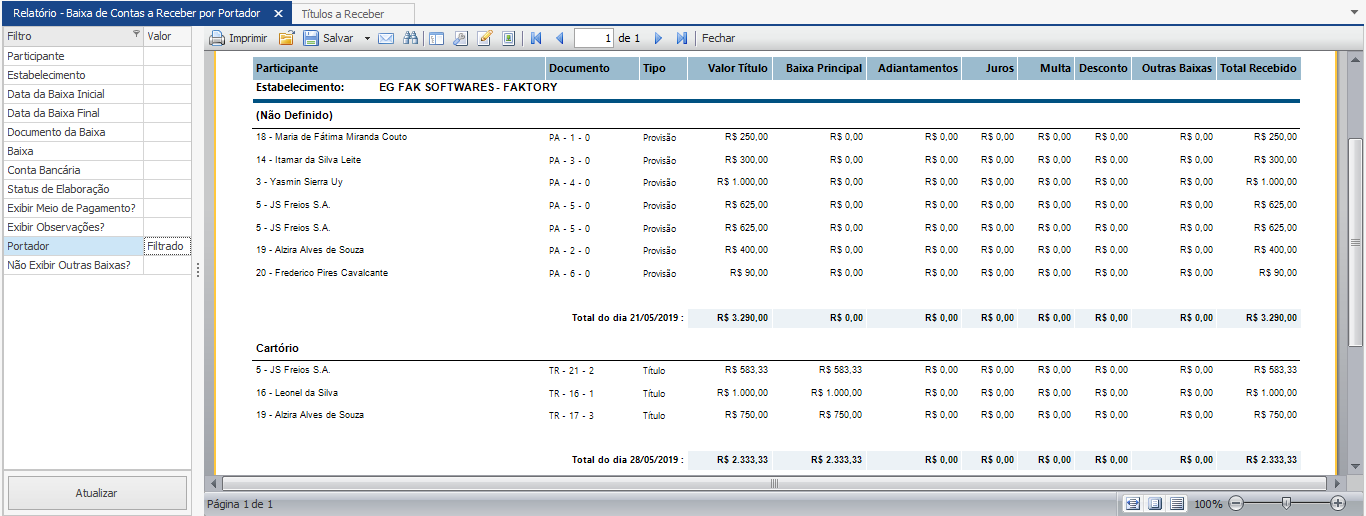 Relatório - Baixa de Contas a Receber por Portador Títulos a Receber
Filtro Valor
Participante
Estabelecimento
Data da Baixa Inicial
Data da Baixa Final
Documento da Baixa
Baixa
Conta Bancária
Status de Elaboração
Exibir Meio de Pagamento?
Exibir Observações?
Portador Filtrado
Não Exibir Outras Baixas?
Atualizar
Imprimir Salvar 1 de 1 Fechar
Participante Documento Tipo Valor Título Baixa Principal Adiantamentos Juros Multa Desconto Outras Baixas Total Recebido
Estabelecimento: EG FAK SOFTWARES - FAKTORY
(Não Definido)
18 - Maria de Fátima Miranda Couto PA - 1 - 0 Provisão R$ 250,00 R$ 0,00 R$ 0,00 R$ 0,00 R$ 0,00 R$ 0,00 R$ 0,00 R$ 250,00
14 - Itamar da Silva Leite PA - 3 - 0 Provisão R$ 300,00 R$ 0,00 R$ 0,00 R$ 0,00 R$ 0,00 R$ 0,00 R$ 0,00 R$ 300,00
3 - Yasmin Sierra Uy PA - 4 - 0 Provisão R$ 1.000,00 R$ 0,00 R$ 0,00 R$ 0,00 R$ 0,00 R$ 0,00 R$ 0,00 R$ 1.000,00
5 - JS Freios S.A. PA - 5 - 0 Provisão R$ 625,00 R$ 0,00 R$ 0,00 R$ 0,00 R$ 0,00 R$ 0,00 R$ 0,00 R$ 625,00
5 - JS Freios S.A. PA - 5 - 0 Provisão R$ 625,00 R$ 0,00 R$ 0,00 R$ 0,00 R$ 0,00 R$ 0,00 R$ 0,00 R$ 625,00
19 - Alzira Alves de Souza PA - 2 - 0 Provisão R$ 400,00 R$ 0,00 R$ 0,00 R$ 0,00 R$ 0,00 R$ 0,00 R$ 0,00 R$ 400,00
20 - Frederico Pires Cavalcante PA - 6 - 0 Provisão R$ 90,00 R$ 0,00 R$ 0,00 R$ 0,00 R$ 0,00 R$ 0,00 R$ 0,00 R$ 90,00
Total do dia 21/05/2019 : R$ 3.290,00 R$ 0,00 R$ 0,00 R$ 0,00 R$ 0,00 R$ 0,00 R$ 0,00 R$ 3.290,00
Cartório
5 - JS Freios S.A. TR - 21 - 2 Título R$ 583,33 R$ 583,33 R$ 0,00 R$ 0,00 R$ 0,00 R$ 0,00 R$ 0,00 R$ 583,33
16 - Leonel da Silva TR - 16 - 1 Título R$ 1.000,00 R$ 1.000,00 R$ 0,00 R$ 0,00 R$ 0,00 R$ 0,00 R$ 0,00 R$ 1.000,00
19 - Alzira Alves de Souza TR - 17 - 3 Título R$ 750,00 R$ 750,00 R$ 0,00 R$ 0,00 R$ 0,00 R$ 0,00 R$ 0,00 R$ 750,00
Total do dia 28/05/2019 : R$ 2.333,33 R$ 2.333,33 R$ 0,00 R$ 0,00 R$ 0,00 R$ 0,00 R$ 0,00 R$ 2.333,33
Página 1 de 1 100%